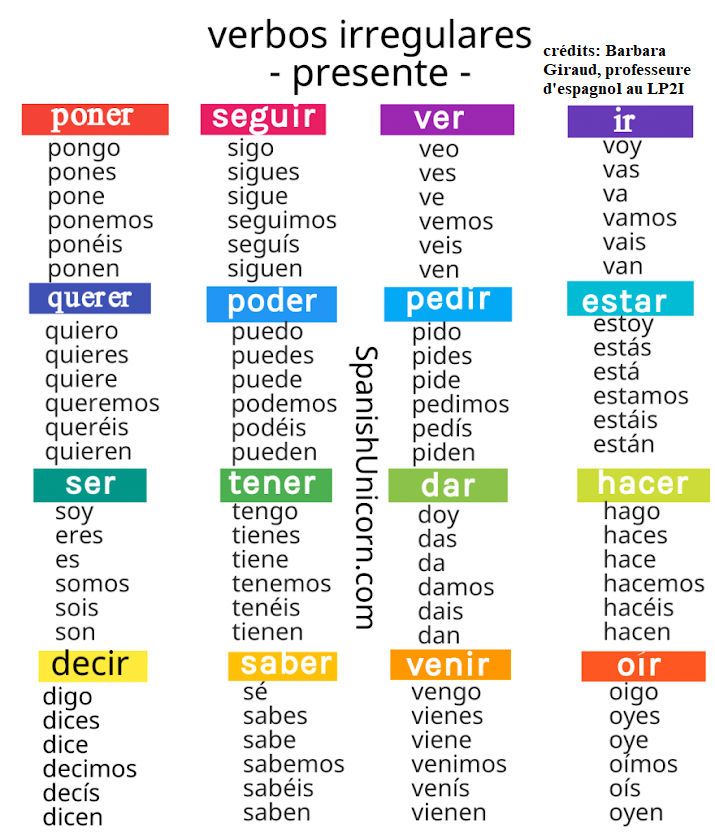 verbos irregulares
- presente -
crédits: Barbara
Giraud, professeure
d'espagnol au LP2I
poner
pongo
pones
pone
ponemos
ponéis
ponen
seguir
sigo
sigues
sigue
seguimos
seguís
siguen
ver
veo
ves
ve
vemos
veis
ven
ir
voy
vas
va
vamos
vais
van
querer
quiero
quieres
quiere
queremos
queréis
quieren
poder
puedo
puedes
puede
podemos
podéis
pueden
pedir
pido
pides
pide
pedimos
pedís
piden
estar
estoy
estás
está
estamos
estáis
están
SpanishUnicorn.com
ser
soy
eres
es
somos
sois
son
tener
tengo
tienes
tiene
tenemos
tenéis
tienen
dar
doy
das
da
damos
dais
dan
hacer
hago
haces
hace
hacemos
hacéis
hacen
decir
digo
dices
dice
decimos
decís
dicen
saber
sé
sabes
sabe
sabemos
sabéis
saben
venir
vengo
vienes
viene
venimos
venís
vienen
oír
oigo
oyes
oye
oímos
oís
oyen